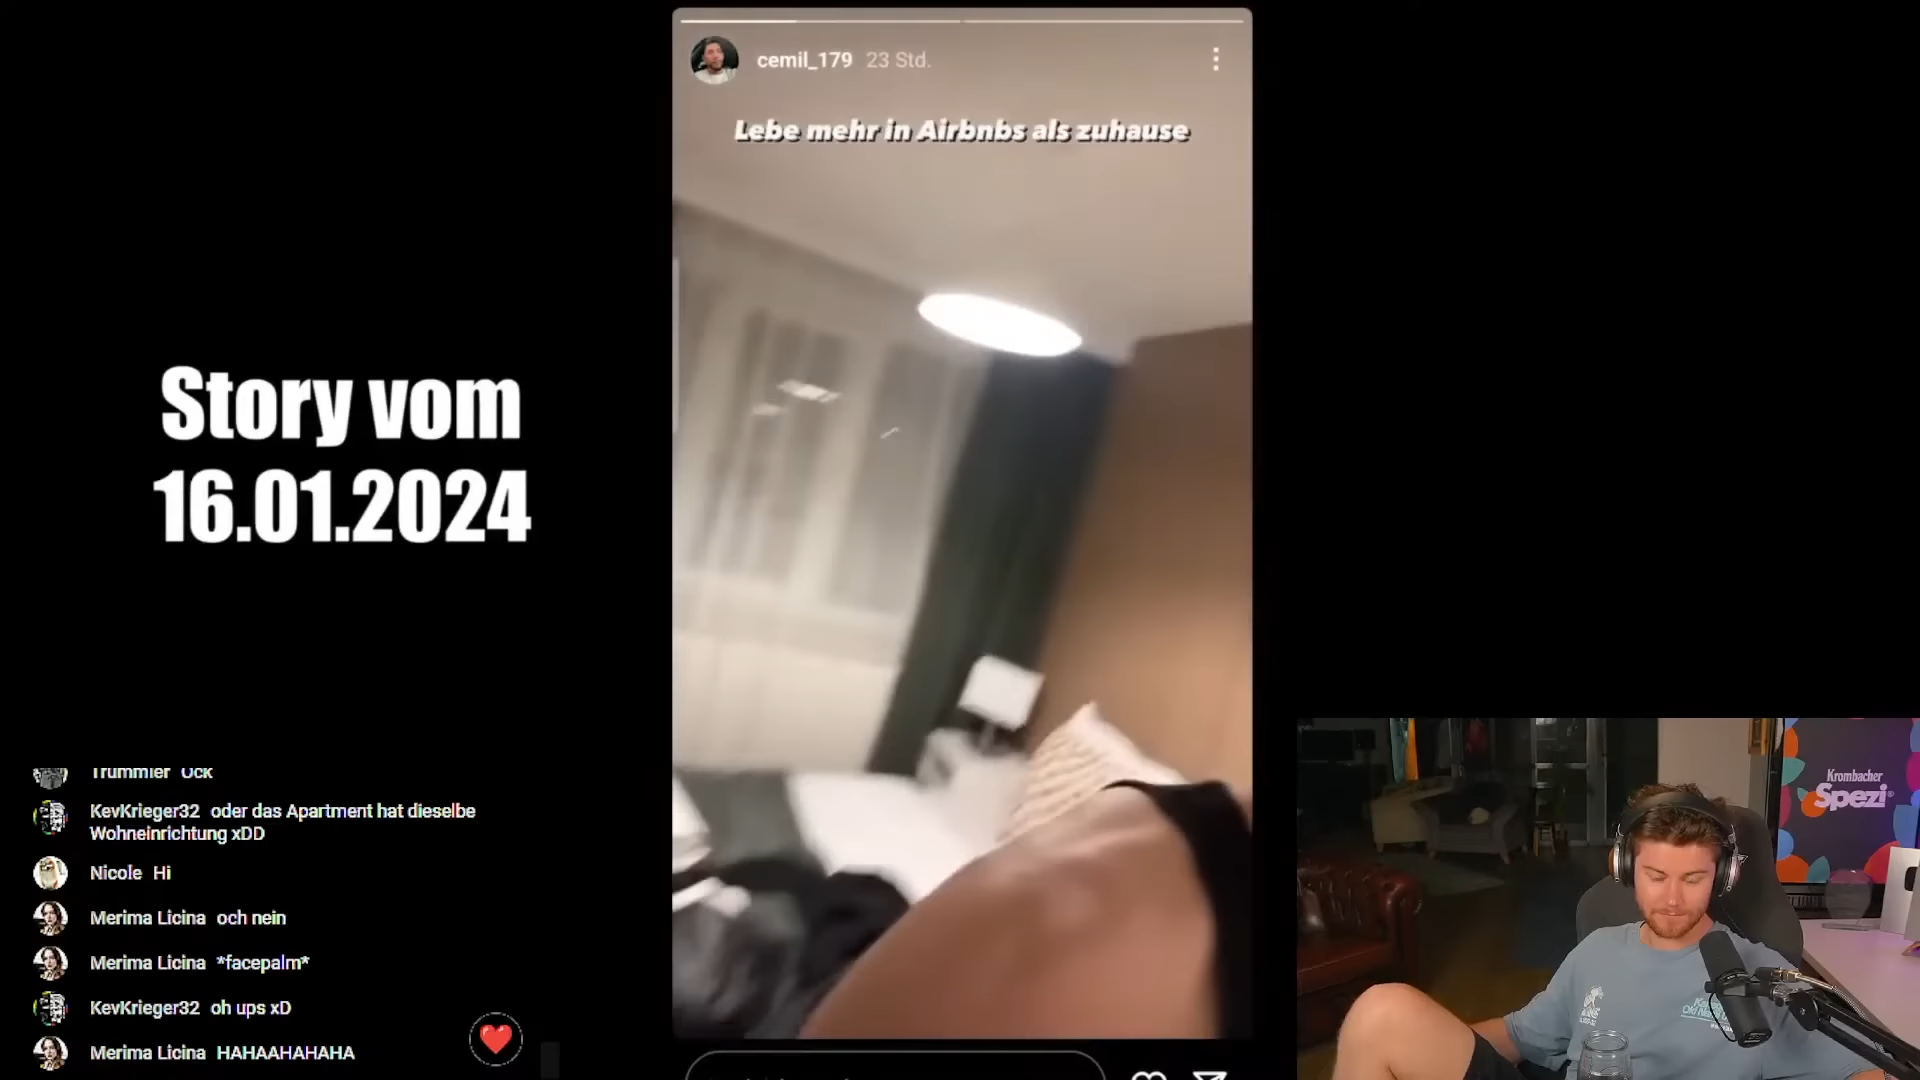 cemil_179 23 Std.
Lebe mehr in Airbnbs als zuhause
Story vom
16.01.2024
Trummler Ock
KevKrieger32 oder das Apartment hat dieselbe
Wohneinrichtung xDD
Nicole Hi
Merima Licina och nein
Merima Licina *facepalm*
KevKrieger32 oh ups xD
Merima Licina HAHAAHAHAHA
Krombacher
Spezi